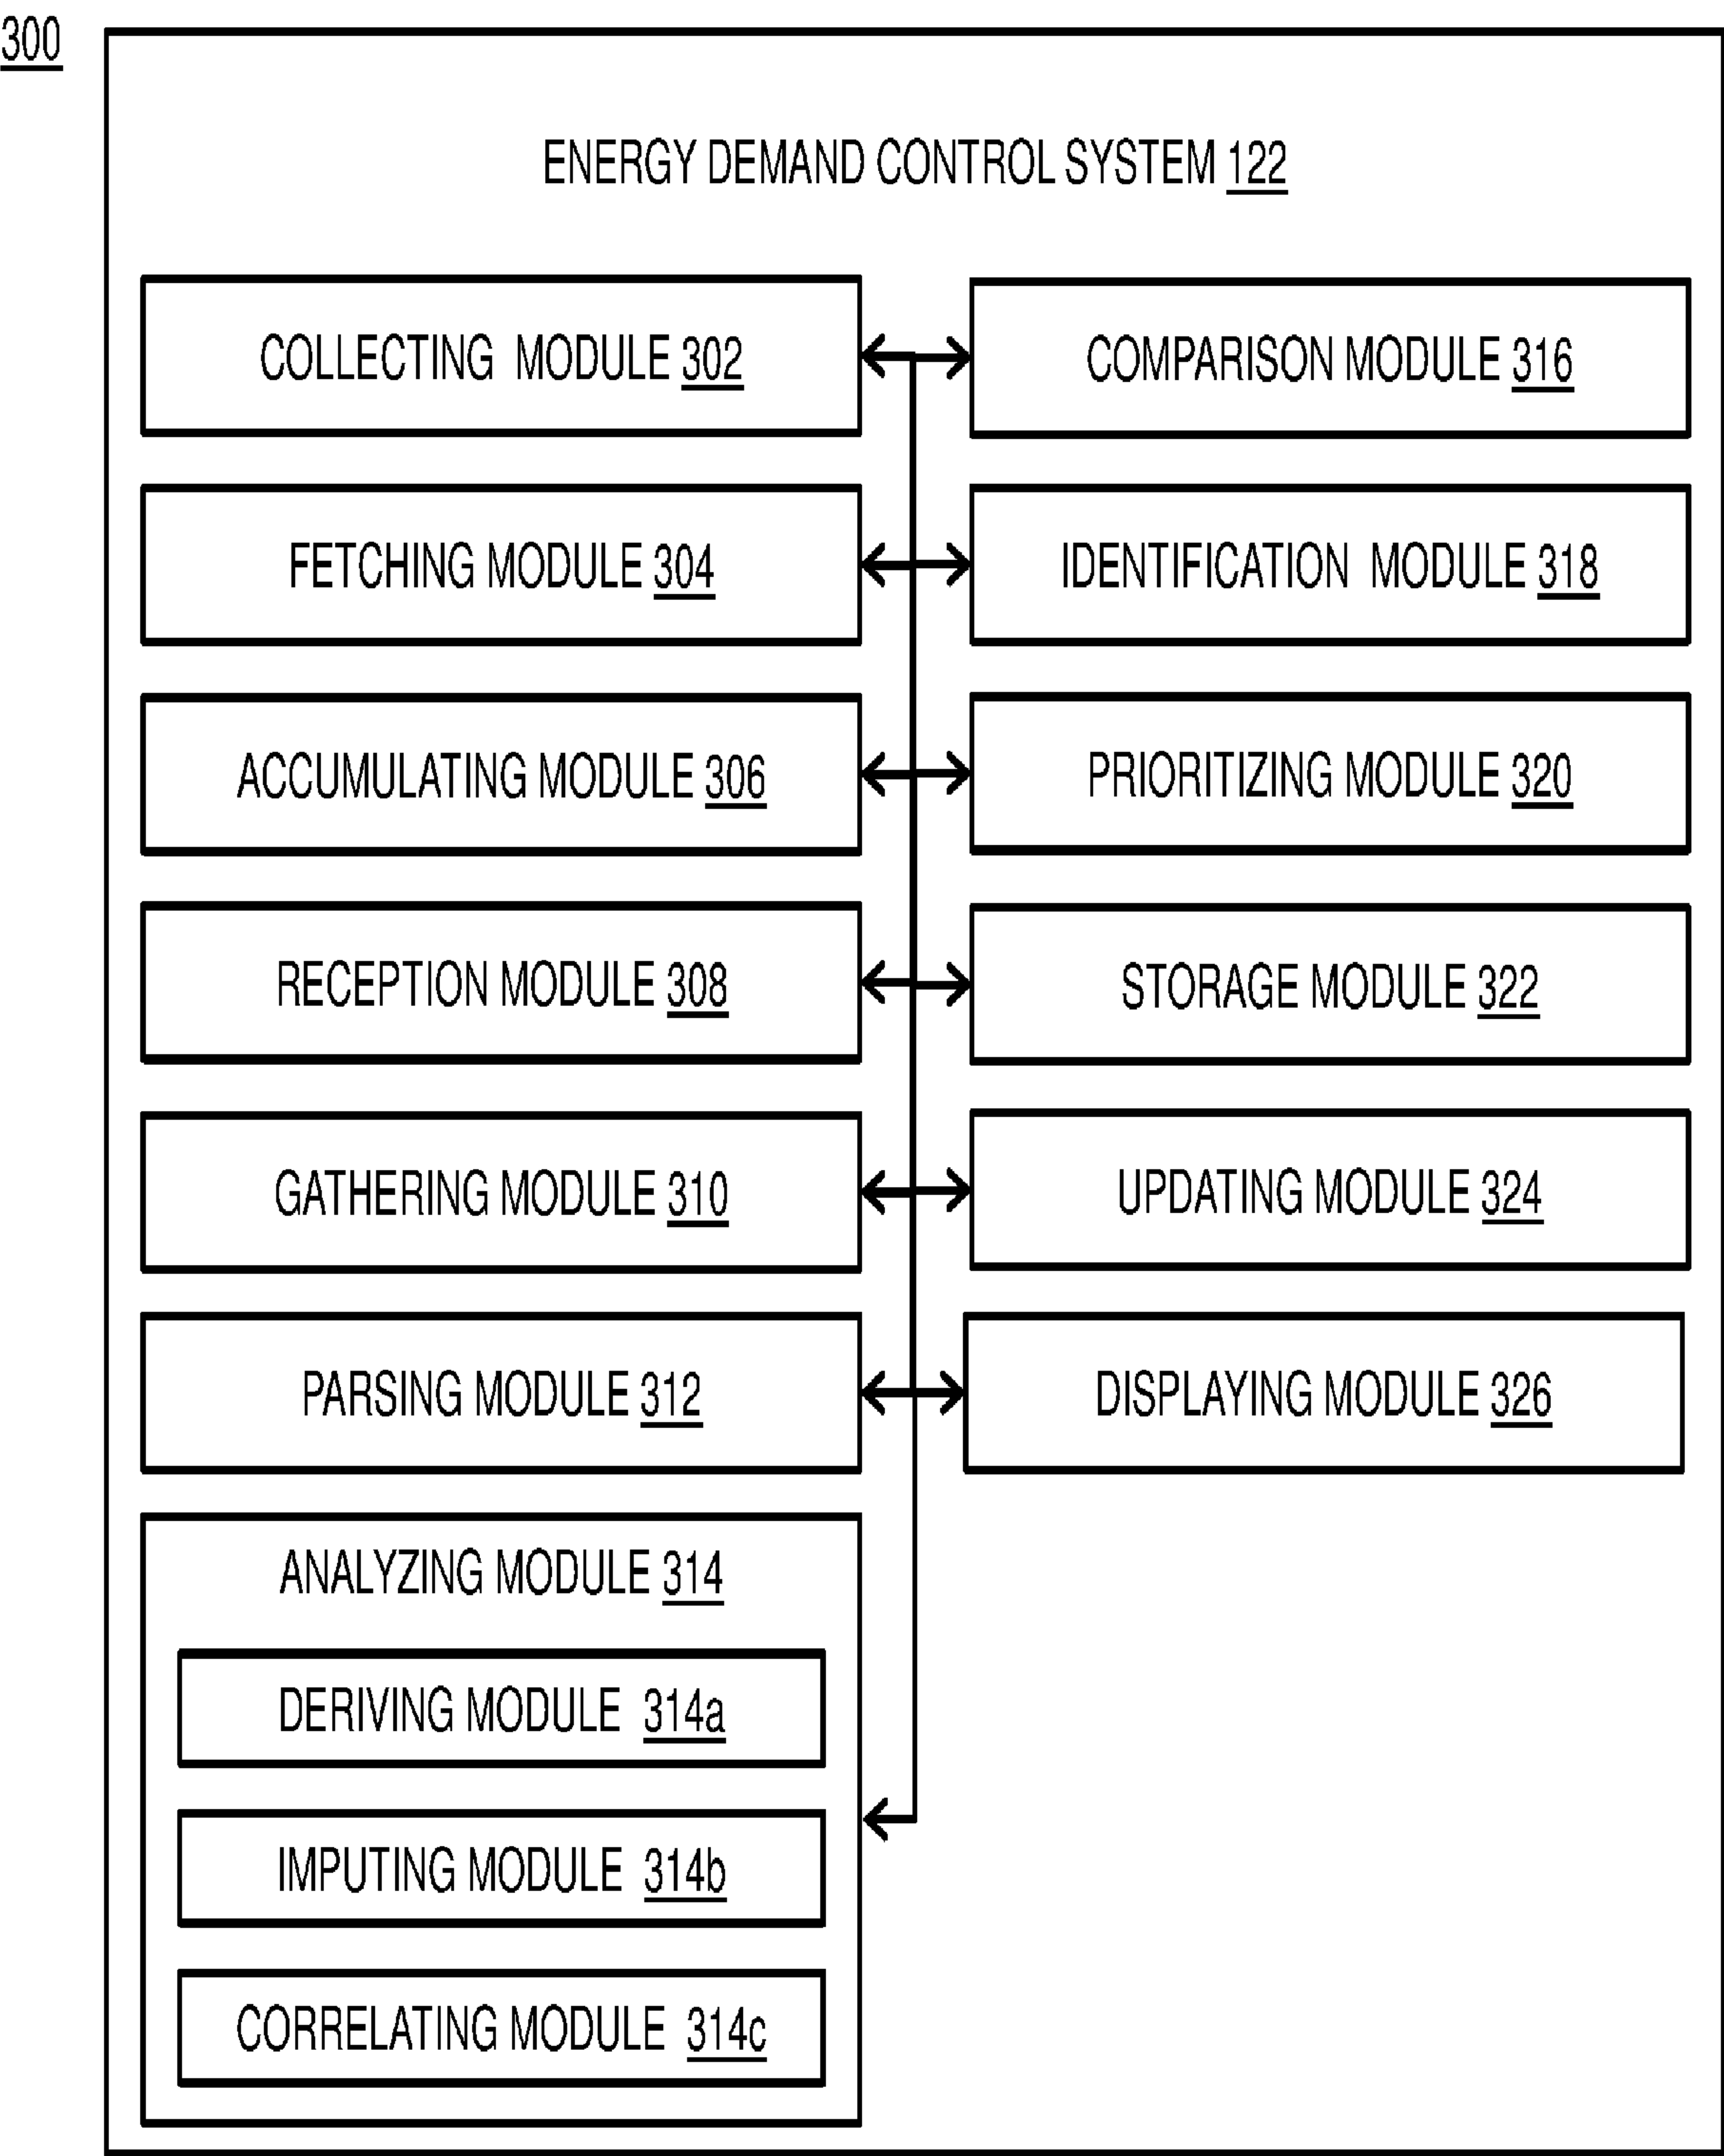 300
ENERGY DEMAND CONTROL SYSTEM 122
COLLECTING MODULE 302
FETCHING MODULE 304
ACCUMULATING MODULE 306
RECEPTION MODULE 308
GATHERING MODULE 310
PARSING MODULE 312
ANALYZING MODULE 314
DERIVING MODULE 314a
IMPUTING MODULE 314b
CORRELATING MODULE 314c
COMPARISON MODULE 316
IDENTIFICATION MODULE 318
PRIORITIZING MODULE 320
STORAGE MODULE 322
UPDATING MODULE 324
DISPLAYING MODULE 326